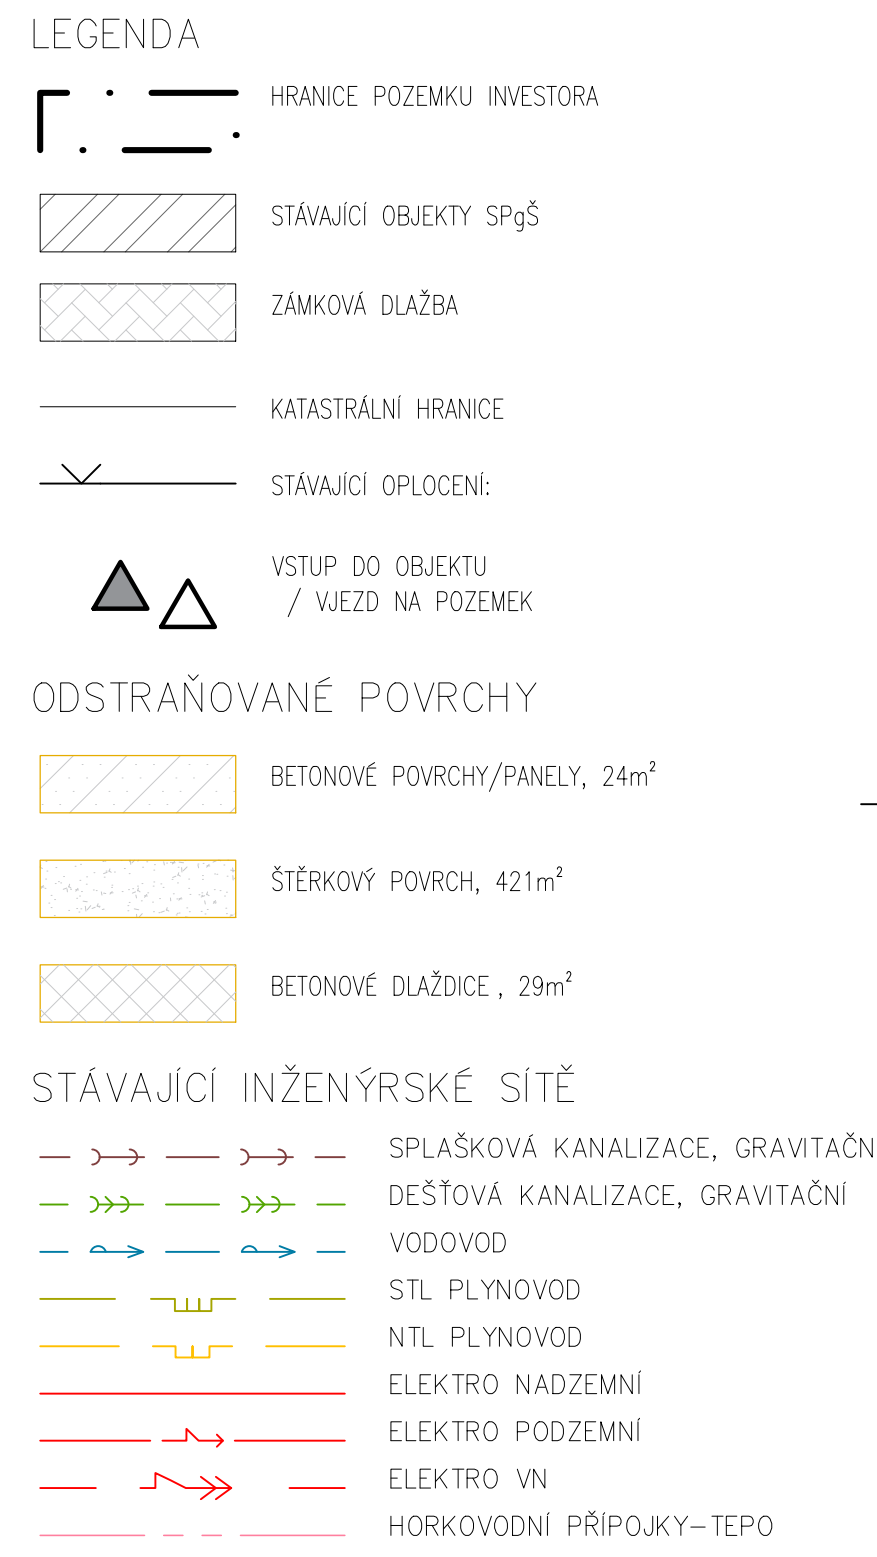 LEGENDA
HRANICE POZEMKU INVESTORA
STÁVAJÍCÍ OBJEKTY SPgŠ
ZÁMKOVÁ DLAŽBA
KATASTRÁLNÍ HRANICE
STÁVAJÍCÍ OPLOCENÍ:
VSTUP DO OBJEKTU
/ VJEZD NA POZEMEK
ODSTRAŇOVANÉ POVRCHY
BETONOVÉ POVRCHY/PANELY, 24m²
ŠTĚRKOVÝ POVRCH, 421m²
BETONOVÉ DLAŽDICE , 29m²
STÁVAJÍCÍ INŽENÝRSKÉ SÍTĚ
SPLAŠKOVÁ KANALIZACE, GRAVITAČN
DEŠŤOVÁ KANALIZACE, GRAVITAČNÍ
VODOVOD
STL PLYNOVOD
NTL PLYNOVOD
ELEKTRO NADZEMNÍ
ELEKTRO PODZEMNÍ
ELEKTRO VN
HORKOVODNÍ PŘÍPOJKY-TEPO